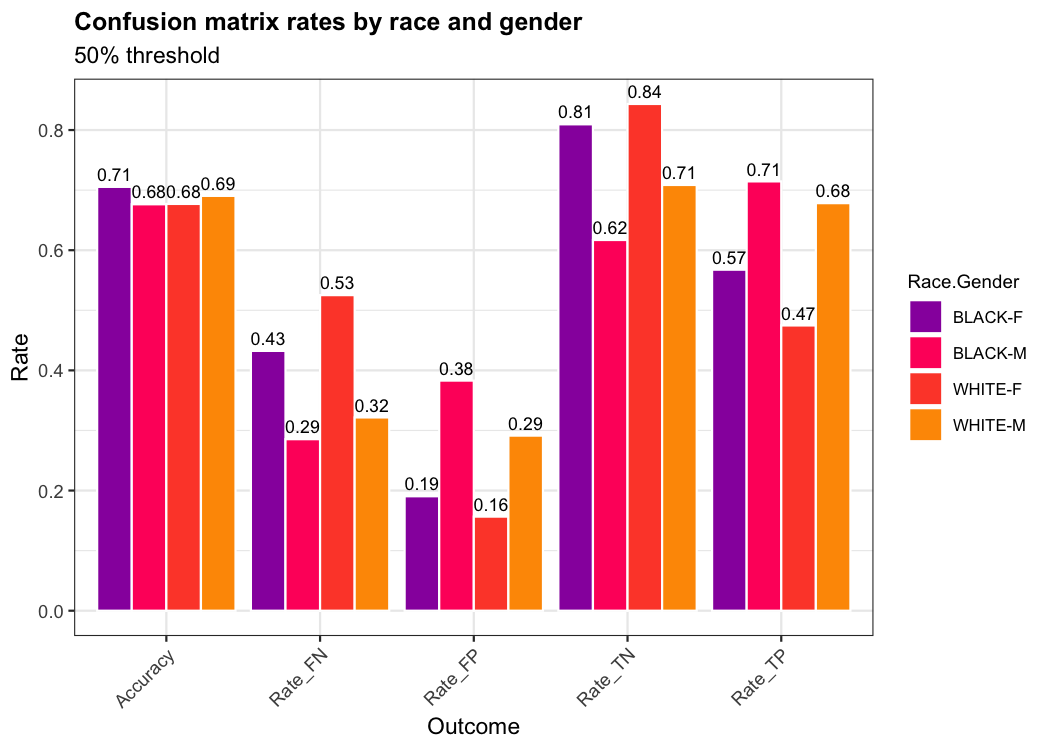 Confusion matrix rates by race and gender
50% threshold
Rate
0.8
0.6
0.4
0.2
0.0
0.71
0.68
0.68
0.69
0.43
0.29
0.53
0.32
0.19
0.38
0.16
0.29
0.81
0.62
0.84
0.71
0.57
0.71
0.47
0.68
Accuracy
Rate_FN
Rate_FP
Rate_TN
Rate_TP
Outcome
Race.Gender
BLACK-F
BLACK-M
WHITE-F
WHITE-M